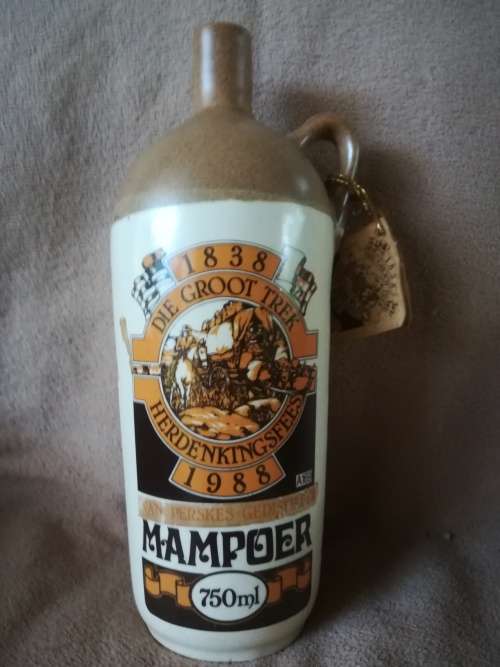 1838
DIE GROOT TREK
HERDENKINGSFEES
1988
VAN PERSKES GEDISTILLEER
MAMPOER
750ml